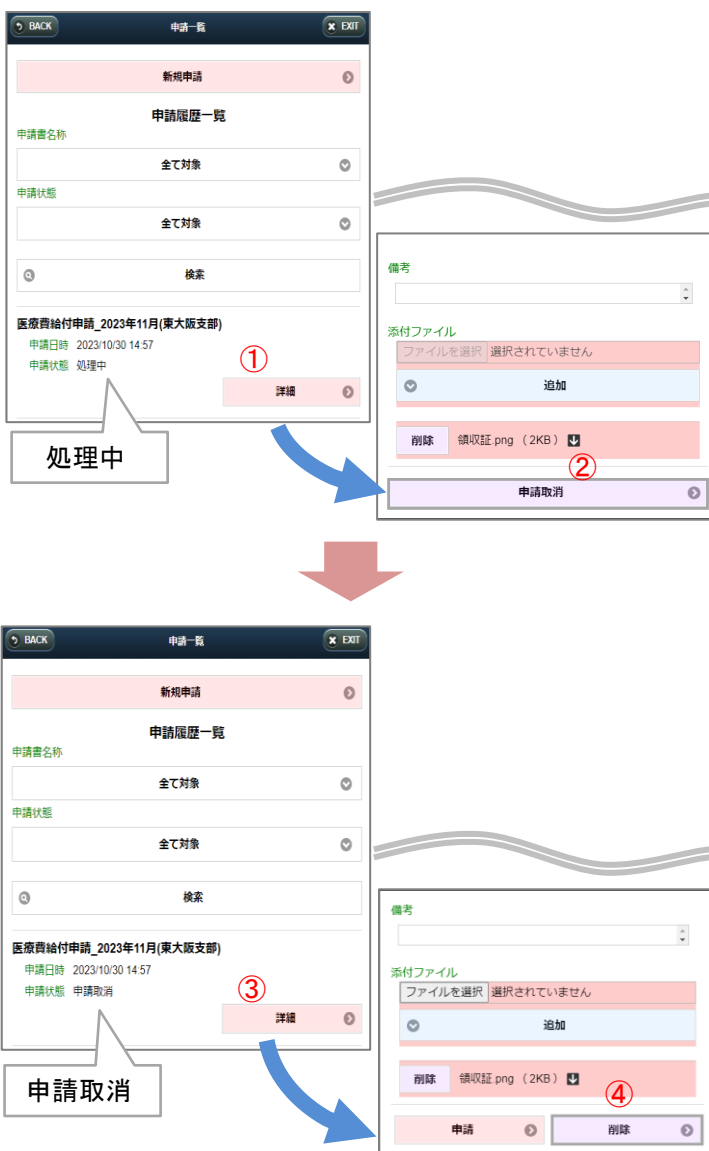 BACK 申請一覧 EXIT
新規申請
申請履歴一覧
申請書名称
全て対象
申請状態
全て対象
検索
医療費給付申請_2023年11月(東大阪支部)
申請日時 2023/10/30 14:57
申請状態 処理中
①
詳細
処理中
備考
添付ファイル
ファイルを選択 選択されていません
追加
削除 領収証.png (2KB)
②
申請取消
BACK 申請一覧 EXIT
新規申請
申請履歴一覧
申請書名称
全て対象
申請状態
全て対象
検索
医療費給付申請_2023年11月(東大阪支部)
申請日時 2023/10/30 14:57
申請状態 申請取消
③
詳細
申請取消
備考
添付ファイル
ファイルを選択 選択されていません
追加
削除 領収証.png (2KB)
④
申請 削除